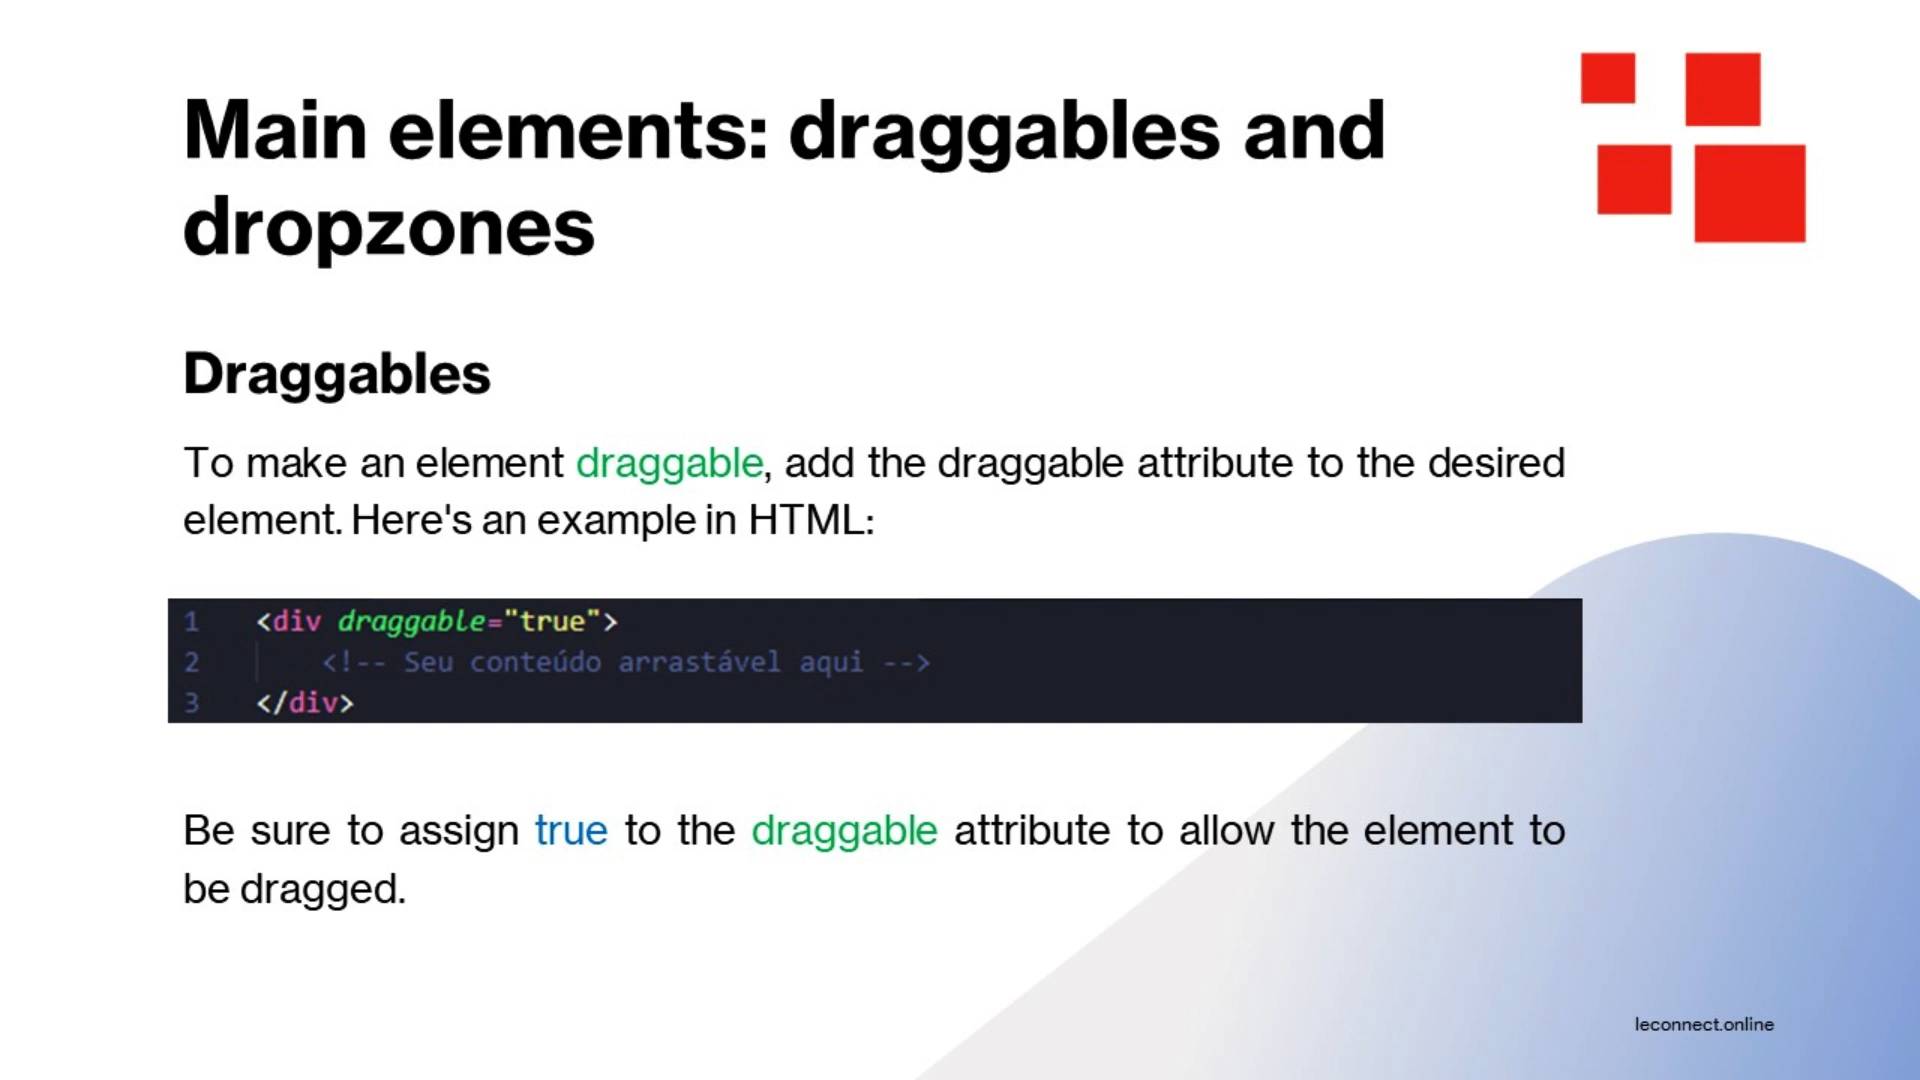 Main elements: draggables and
dropzones
Draggables
To make an element draggable, add the draggable attribute to the desired
element. Here's an example in HTML:
1 <div draggable="true">
2 <!-- Seu conteúdo arrastável aqui -->
3 </div>
Be sure to assign true to the draggable attribute to allow the element to
be dragged.
leconnect.online